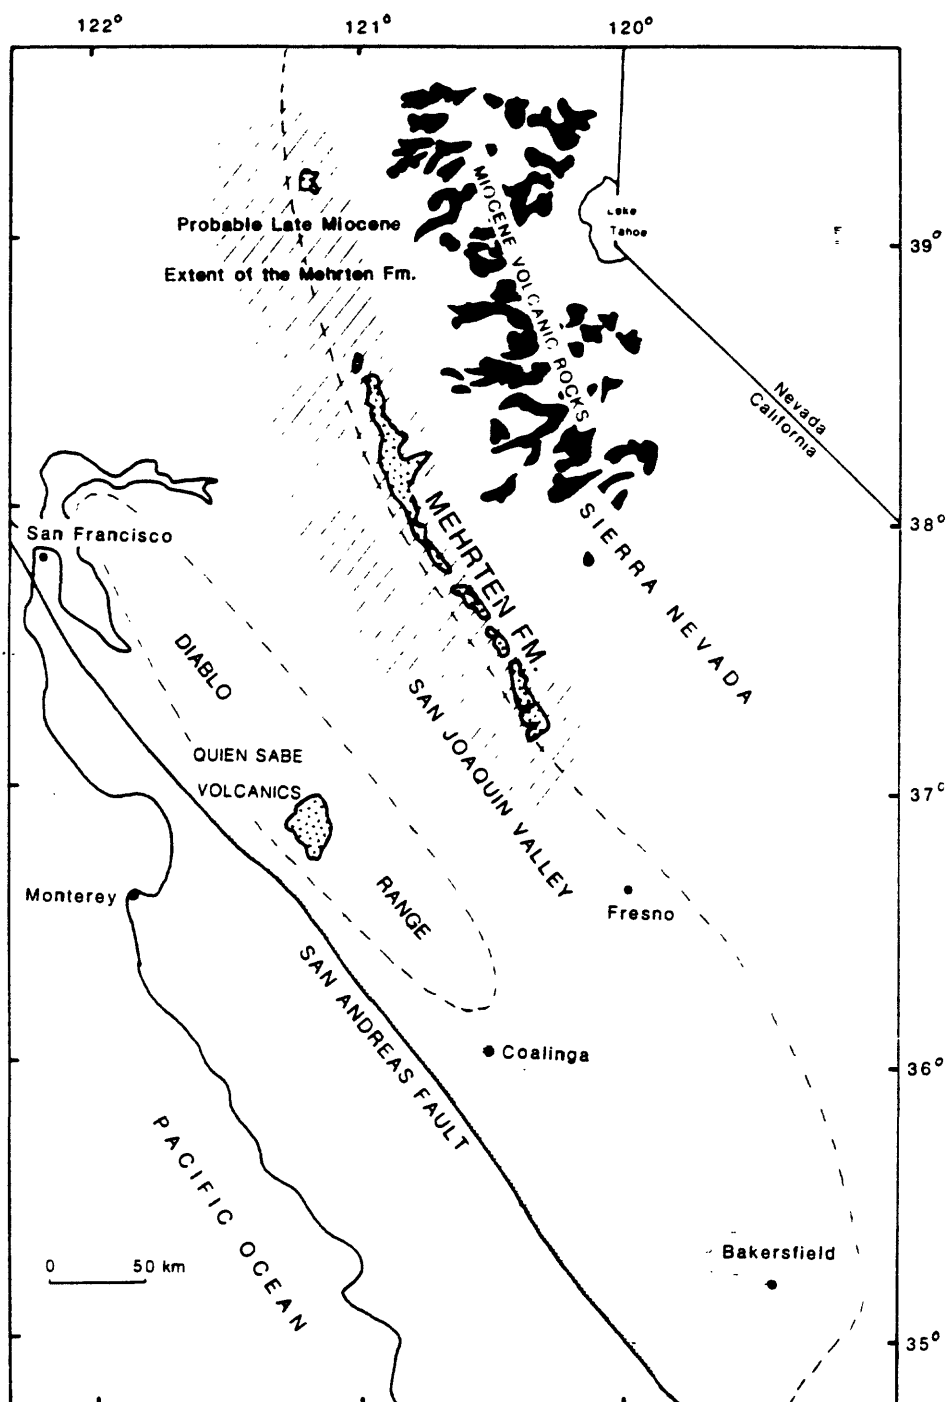 122° 121° 120°
Lake
Tahoe
Probable Late Miocene
39°
Extent of the Mehrten Fm.
MIOCENE VOLCANIC ROCKS
Nevada
California
MEHRTEN FM.
SIERRA NEVADA
38°
San Francisco
DIABLO
SAN JOAQUIN VALLEY
QUIEN SABE
VOLCANICS
37°
Monterey
RANGE
Fresno
SAN ANDREAS FAULT
Coalinga
36°
PACIFIC OCEAN
Bakersfield
0 50 km
35°